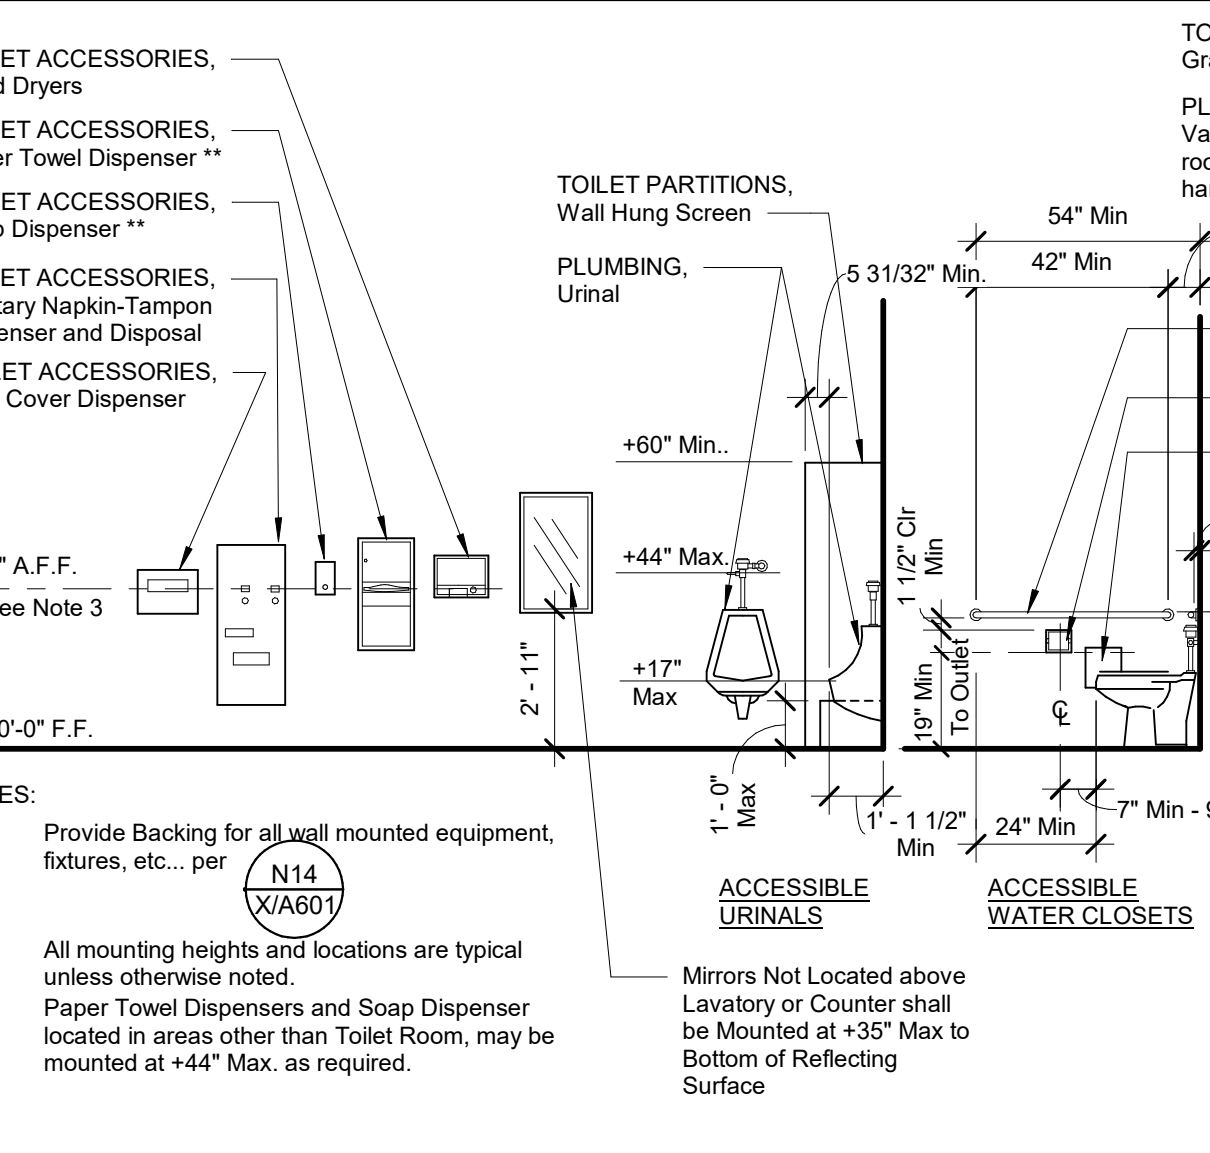 ET ACCESSORIES,
d Dryers
ET ACCESSORIES,
er Towel Dispenser **
ET ACCESSORIES,
p Dispenser **
ET ACCESSORIES,
tary Napkin-Tampon
enser and Disposal
LET ACCESSORIES,
Cover Dispenser
" A.F.F.
ee Note 3
0'-0" F.F.
2' - 11"
TOILET PARTITIONS,
Wall Hung Screen
PLUMBING,
Urinal
5 31/32" Min.
+60" Min..
+44" Max.
+17"
Max
1' - 0"
Max
1' - 1 1/2"
Min
ACCESSIBLE
URINALS
TO
Gra
PL
Va
roo
har
54" Min
42" Min
1 1/2" Clr
Min
19" Min
To Outlet
CL
7" Min - 9
24" Min
ACCESSIBLE
WATER CLOSETS
ES:
Provide Backing for all wall mounted equipment,
fixtures, etc... per
N14
X/A601
All mounting heights and locations are typical
unless otherwise noted.
Paper Towel Dispensers and Soap Dispenser
located in areas other than Toilet Room, may be
mounted at +44" Max. as required.
Mirrors Not Located above
Lavatory or Counter shall
be Mounted at +35" Max to
Bottom of Reflecting
Surface